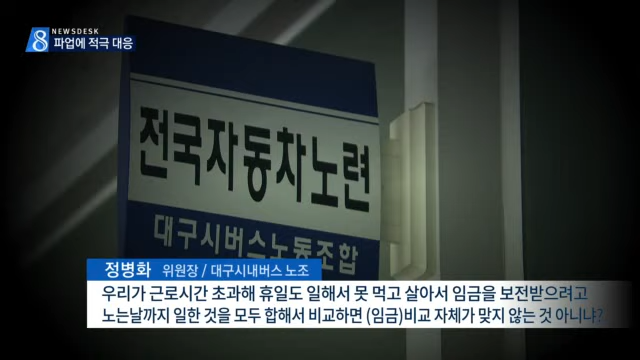 8 NEWSDESK
파업에 적극 대응
전국자동차노련
대구시버스노동조합
정병화 위원장 / 대구시내버스 노조
우리가 근로시간 초과해 휴일도 일해서 못 먹고 살아서 임금을 보전받으려고
노는날까지 일한 것을 모두 합해서 비교하면 (임금)비교 자체가 맞지 않는 것 아니냐?